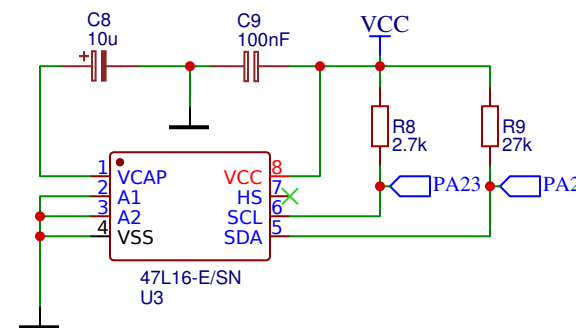 C8
10u
C9
100nF
VCC
+
R8
2.7k
R9
27k
1
VCAP
VCC
8
2
A1
HS
7
3
A2
SCL
6
4
VSS
SDA
5
PA23
PA2
47L16-E/SN
U3